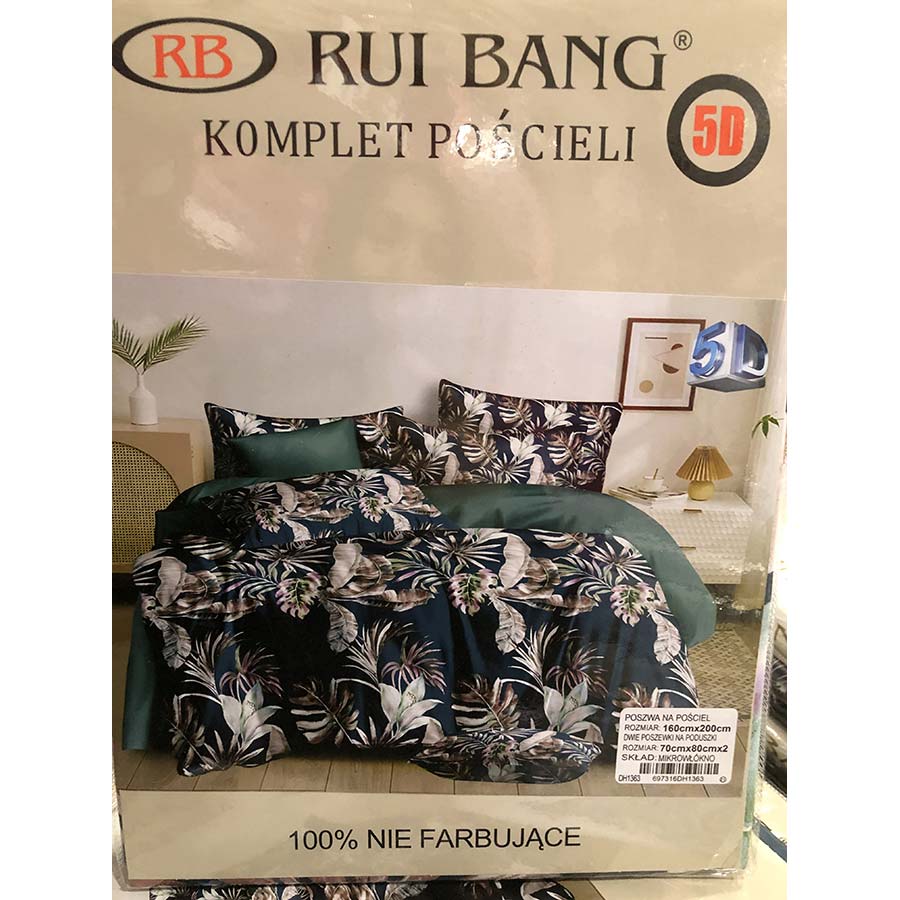 RB RUI BANG®
KOMPLET POŚCIELI
5D
5D
POSZWA NA POŚCIEL
ROZMIAR: 160cmx200cm
DWIE POSZEWKI NA PODUSZKI
ROZMIAR: 70cmx80cmx2
SKŁAD: MIKROWŁÓKNO
DH1363 697316DH1363
100% NIE FARBUJĄCE